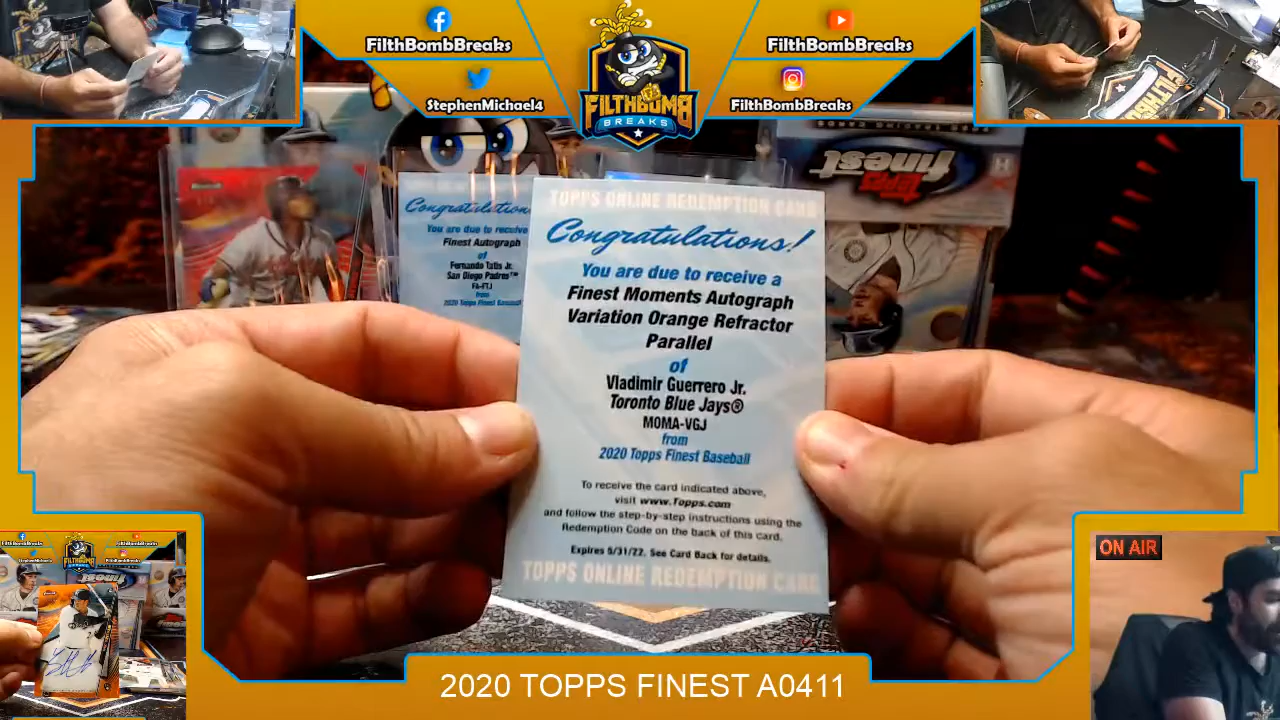 FilthBombBreaks
StephenMichael4
FILTHBOMB
BREAKS
FilthBombBreaks
FilthBombBreaks
TOPPS ONLINE REDEMPTION CARD
Congratulations!
You are due to receive a
Finest Moments Autograph
Variation Orange Refractor
Parallel
of
Vladimir Guerrero Jr.
Toronto Blue Jays®
MOMA-VGJ
from
2020 Topps Finest Baseball
To receive the card indicated above,
visit www.Topps.com
and follow the step-by-step instructions using the
Redemption Code on the back of this card.
Expires 5/31/22. See Card Back for details.
TOPPS ONLINE REDEMPTION CARD
Congratulations
You are due to receive
Finest Autograph
of
Fernando Tatis Jr.
San Diego Padres™
FA-FTJ
from
2020 Topps Finest Baseball
Topps
finest
ON AIR
2020 TOPPS FINEST A0411